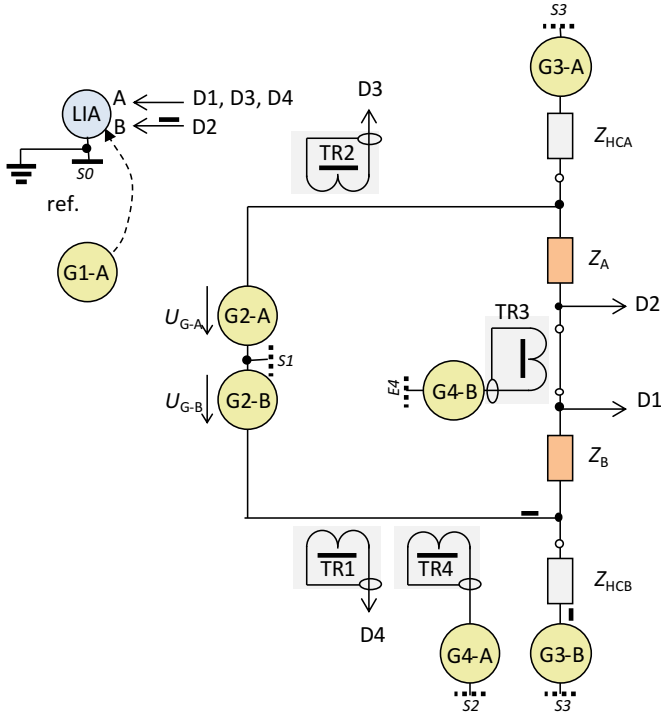 S3
G3-A
A
D1, D3, D4
LIA
B
D2
D3
TR2
Z_HCA
S0
ref.
G1-A
Z_A
U_G-A
G2-A
TR3
D2
S1
E4
G4-B
U_G-B
G2-B
D1
Z_B
TR1
TR4
Z_HCB
D4
G4-A
G3-B
S2
S3